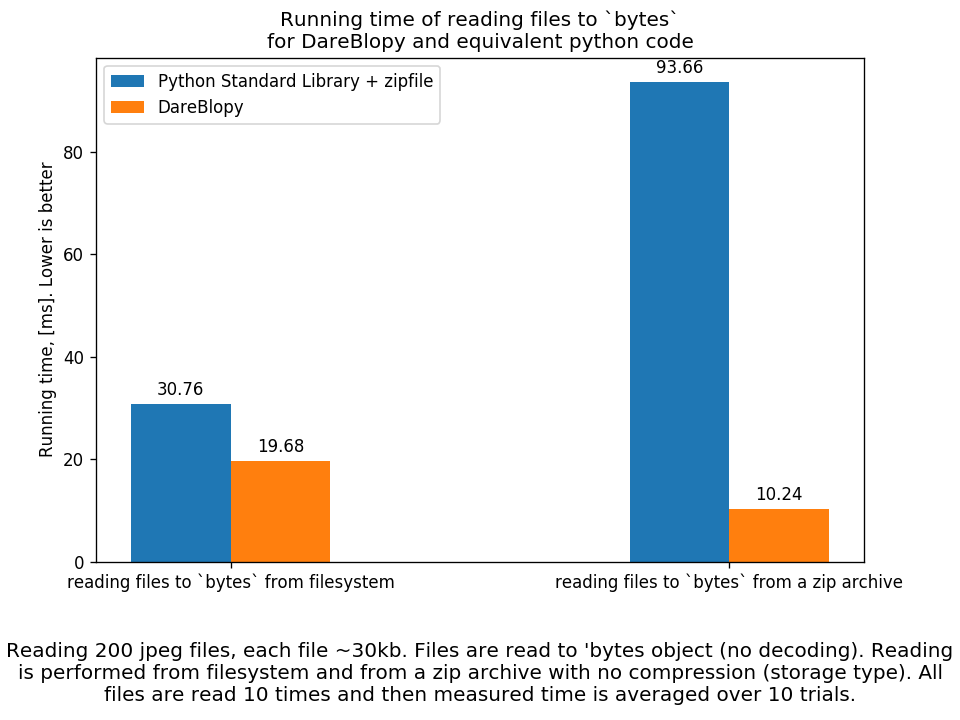 Running time of reading files to `bytes`
for DareBlopy and equivalent python code
Python Standard Library + zipfile
DareBlopy
93.66
80
60
40
20
0
Running time, [ms]. Lower is better
30.76
19.68
10.24
reading files to `bytes` from filesystem
reading files to `bytes` from a zip archive
Reading 200 jpeg files, each file ~30kb. Files are read to 'bytes object (no decoding). Reading
is performed from filesystem and from a zip archive with no compression (storage type). All
files are read 10 times and then measured time is averaged over 10 trials.